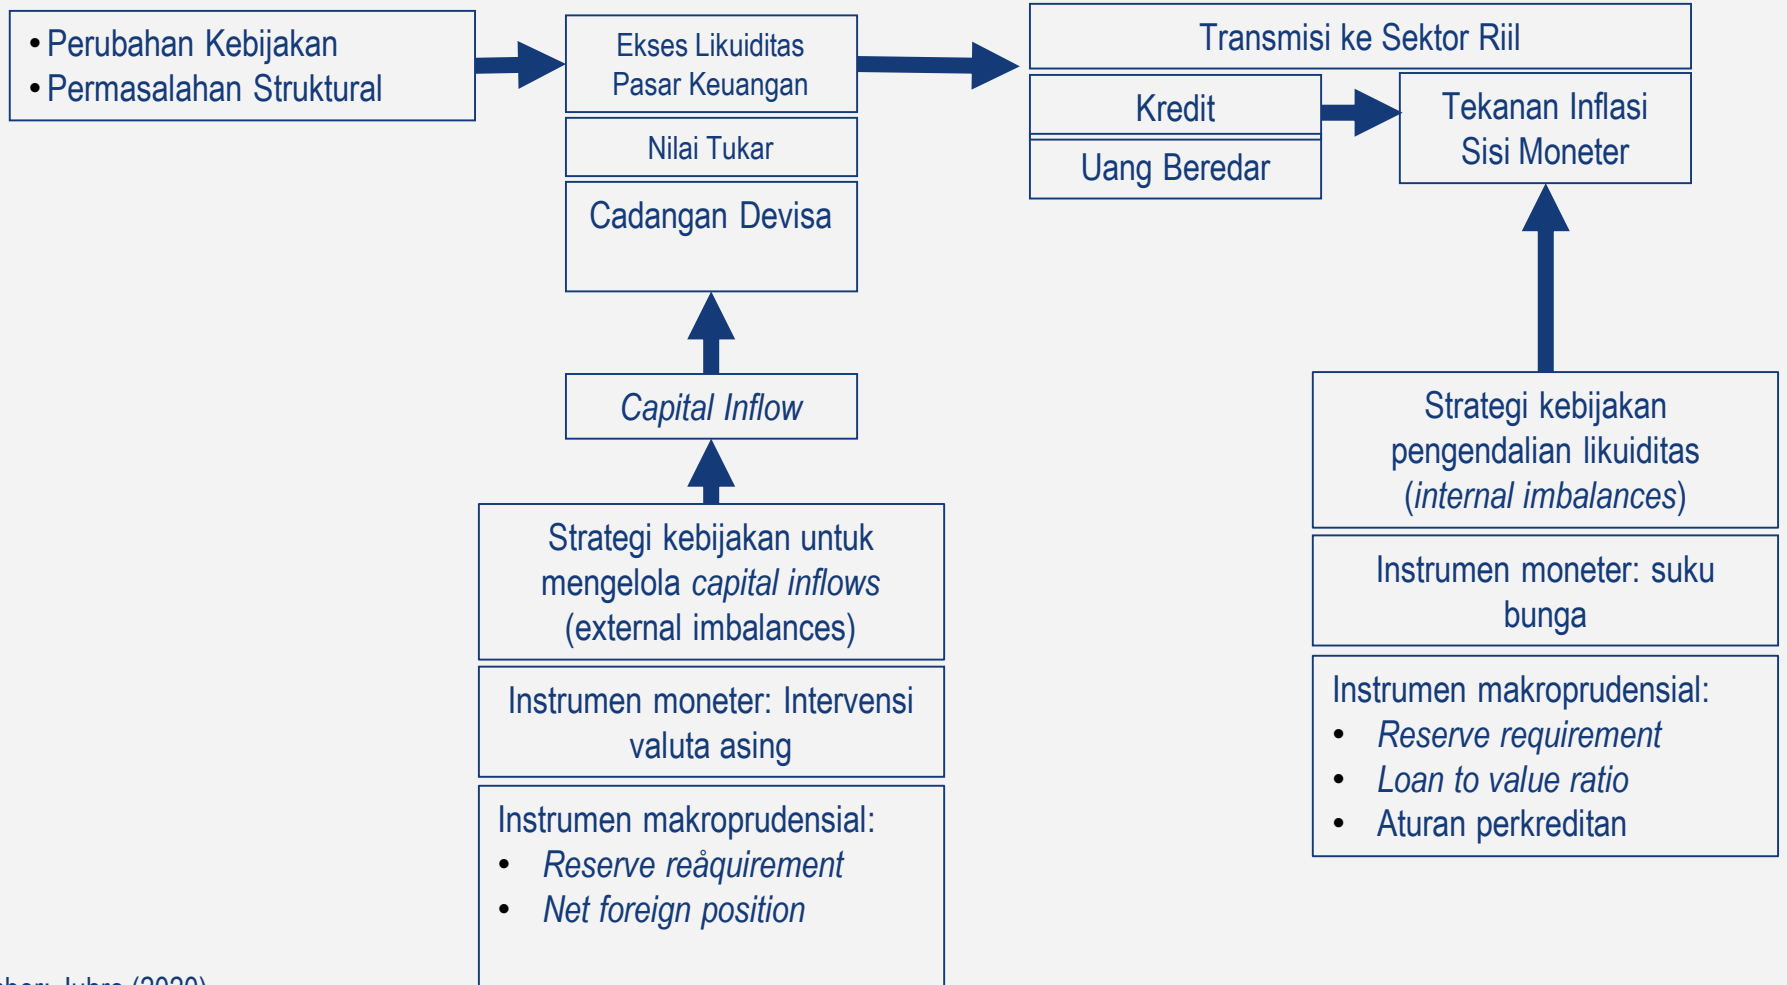 • Perubahan Kebijakan
• Permasalahan Struktural
Ekses Likuiditas
Pasar Keuangan
Nilai Tukar
Cadangan Devisa
Transmisi ke Sektor Riil
Kredit
Uang Beredar
Tekanan Inflasi
Sisi Moneter
Capital Inflow
Strategi kebijakan untuk
mengelola capital inflows
(external imbalances)
Instrumen moneter: Intervensi
valuta asing
Instrumen makroprudensial:
• Reserve reåquirement
• Net foreign position
Strategi kebijakan
pengendalian likuiditas
(internal imbalances)
Instrumen moneter: suku
bunga
Instrumen makroprudensial:
• Reserve requirement
• Loan to value ratio
• Aturan perkreditan
(2020)